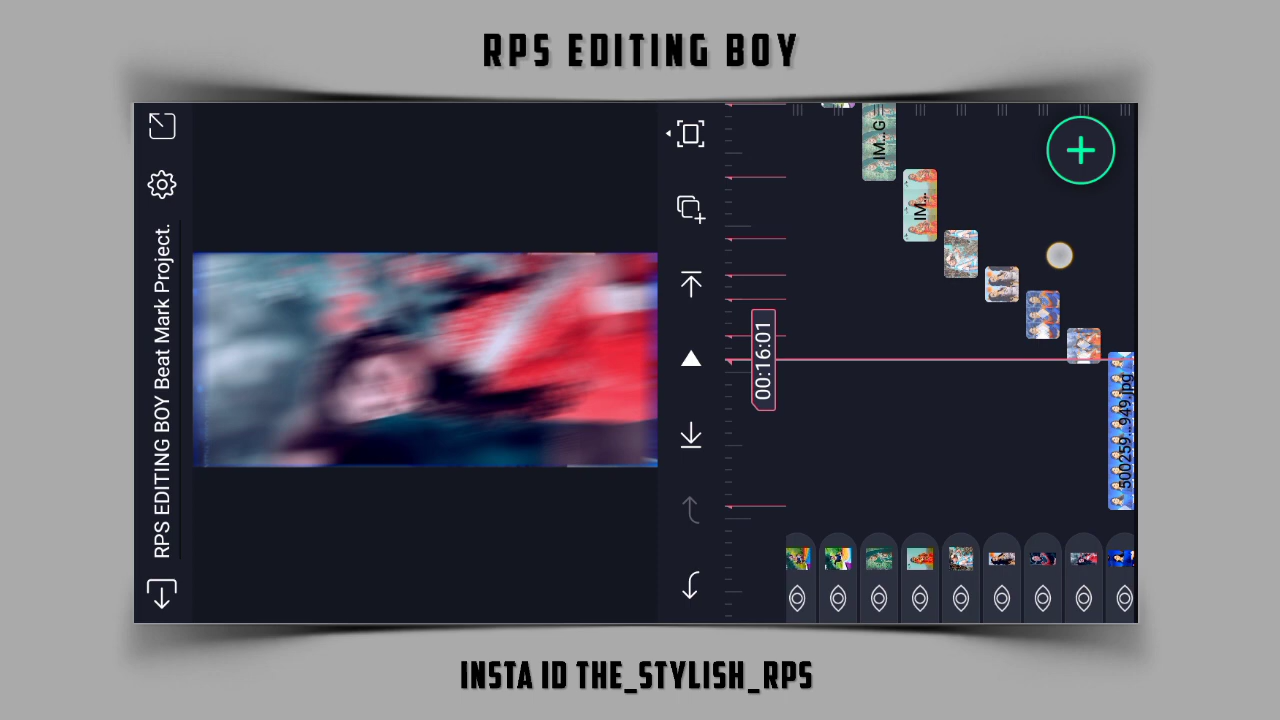 RPS EDITING BOY
RPS EDITING BOY Beat Mark Project.
00:16:01
IM...G
IM...
500259...949.jpg
INSTA ID THE_STYLISH_RPS